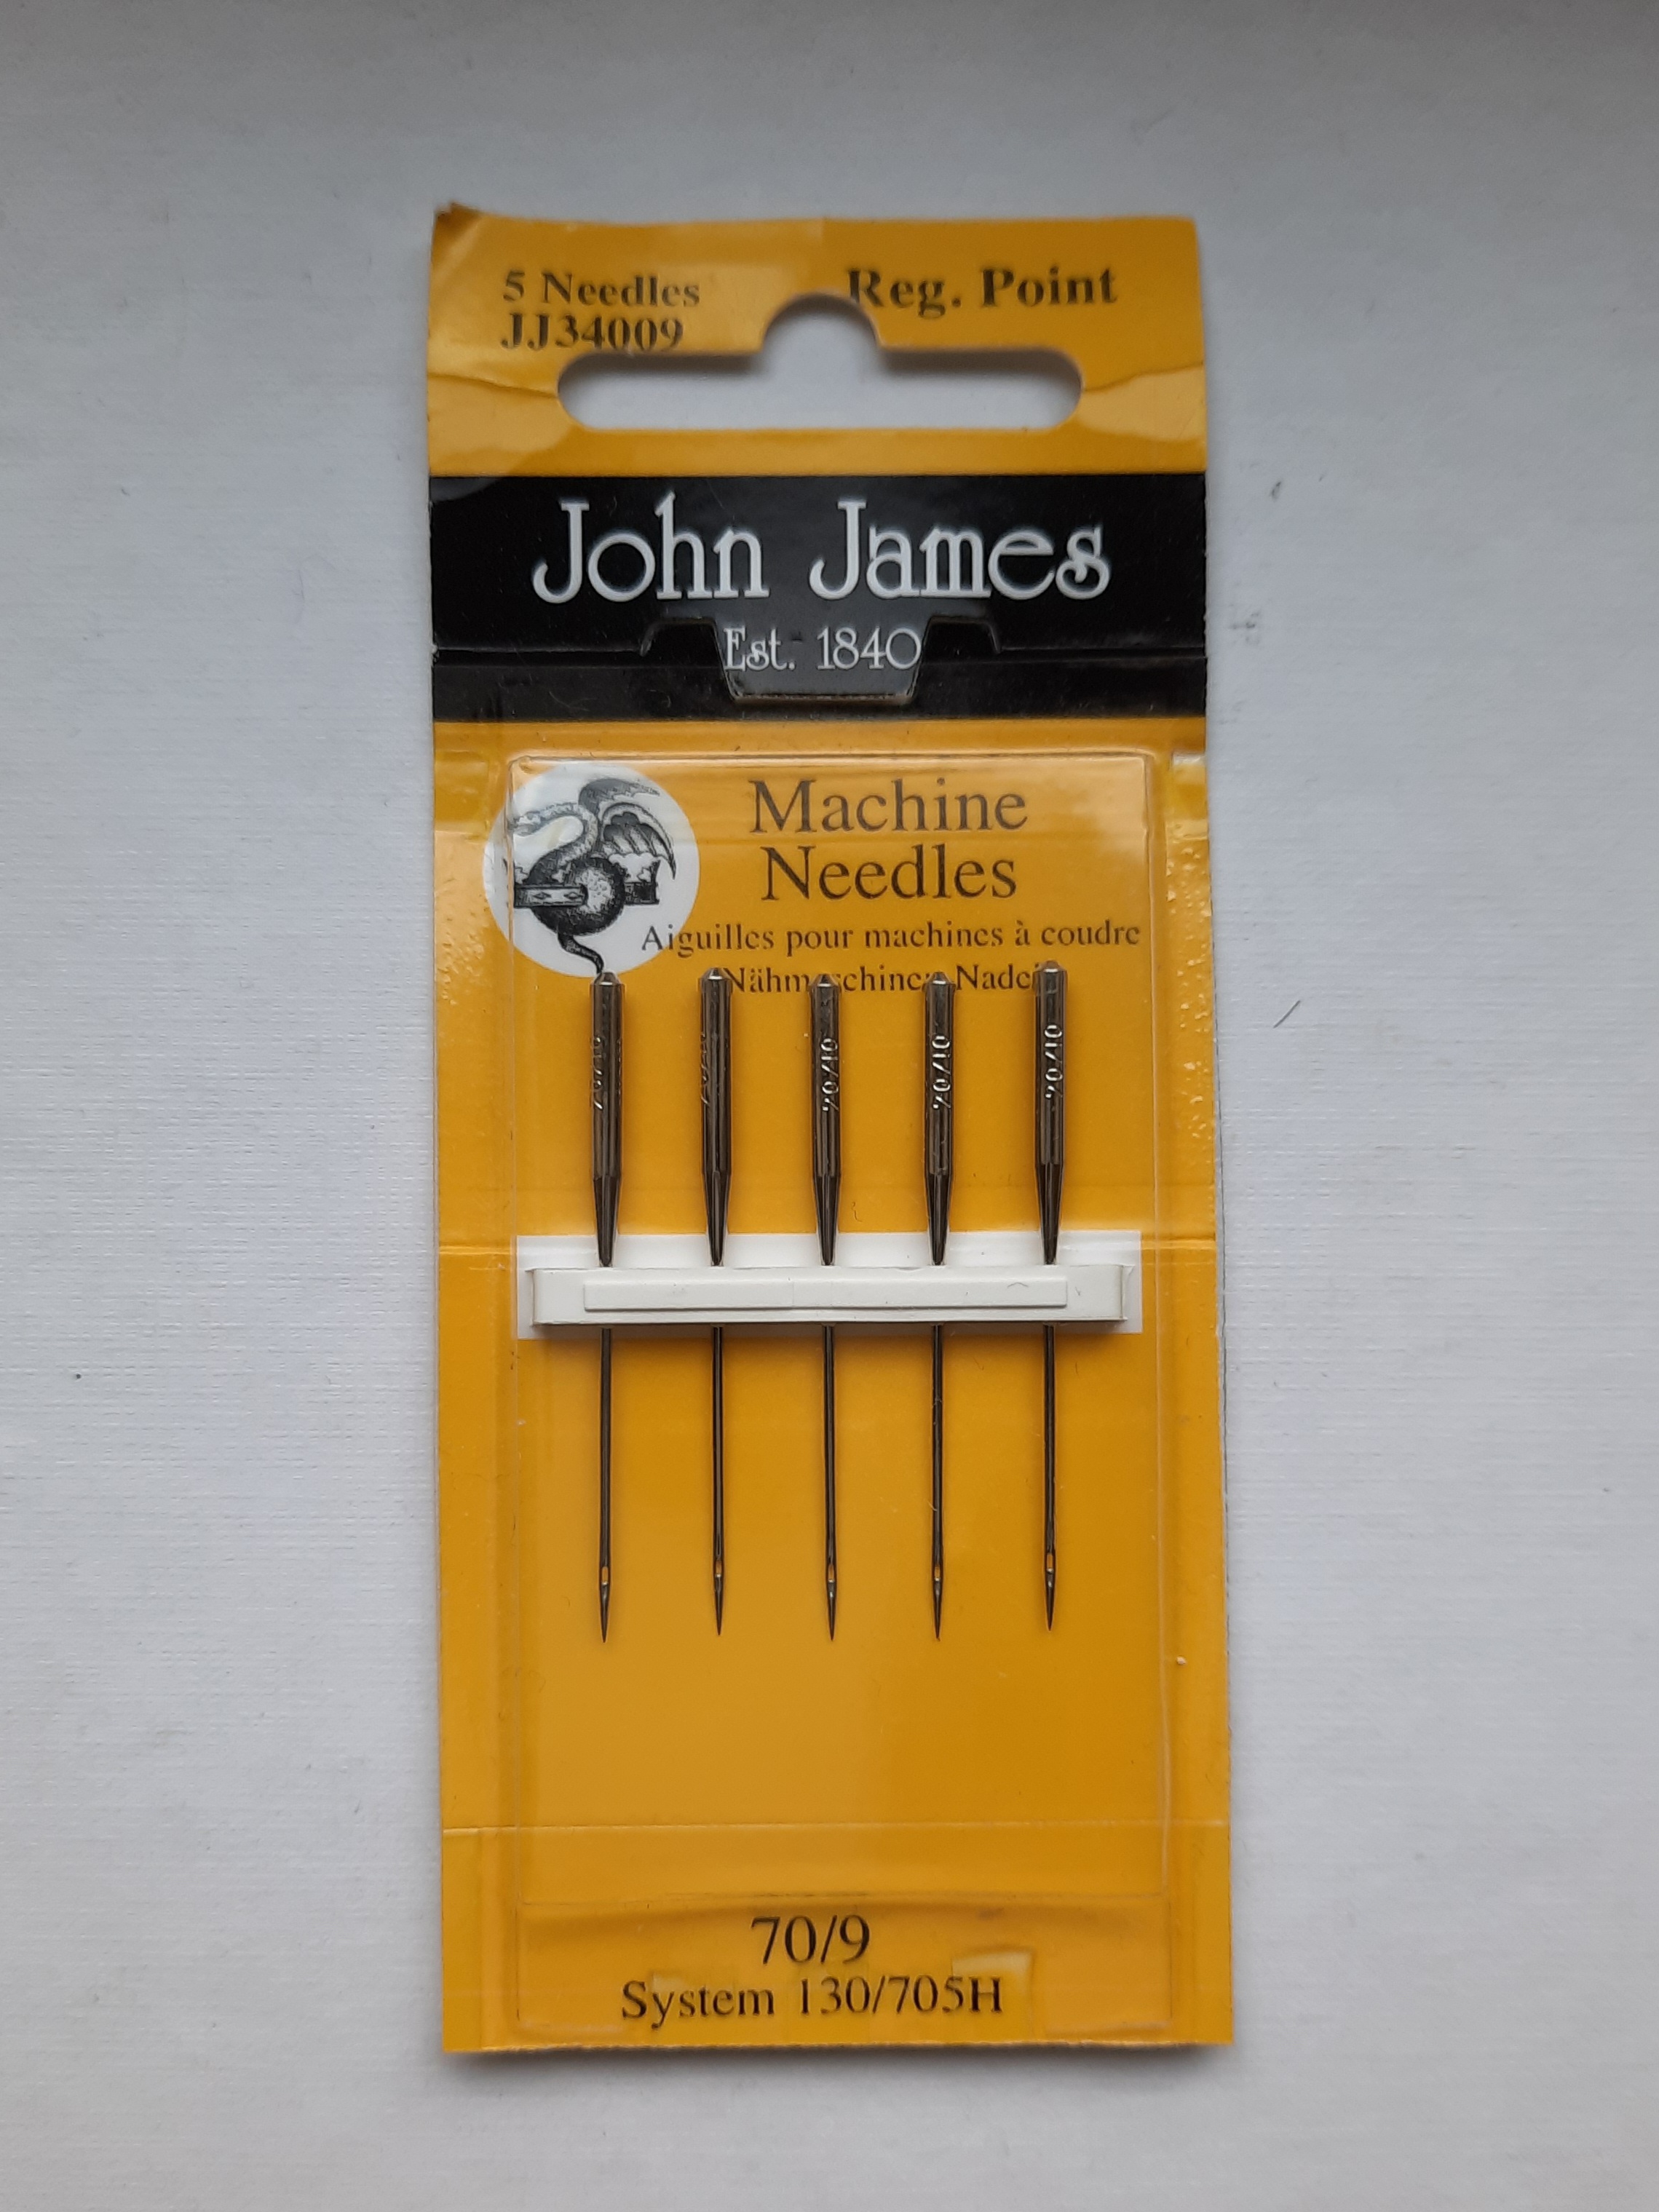 5 Needles
JJ34009
Reg. Point
John James
Est. 1840
Machine
Needles
Aiguilles pour machines à coudre
70/9
System 130/705H